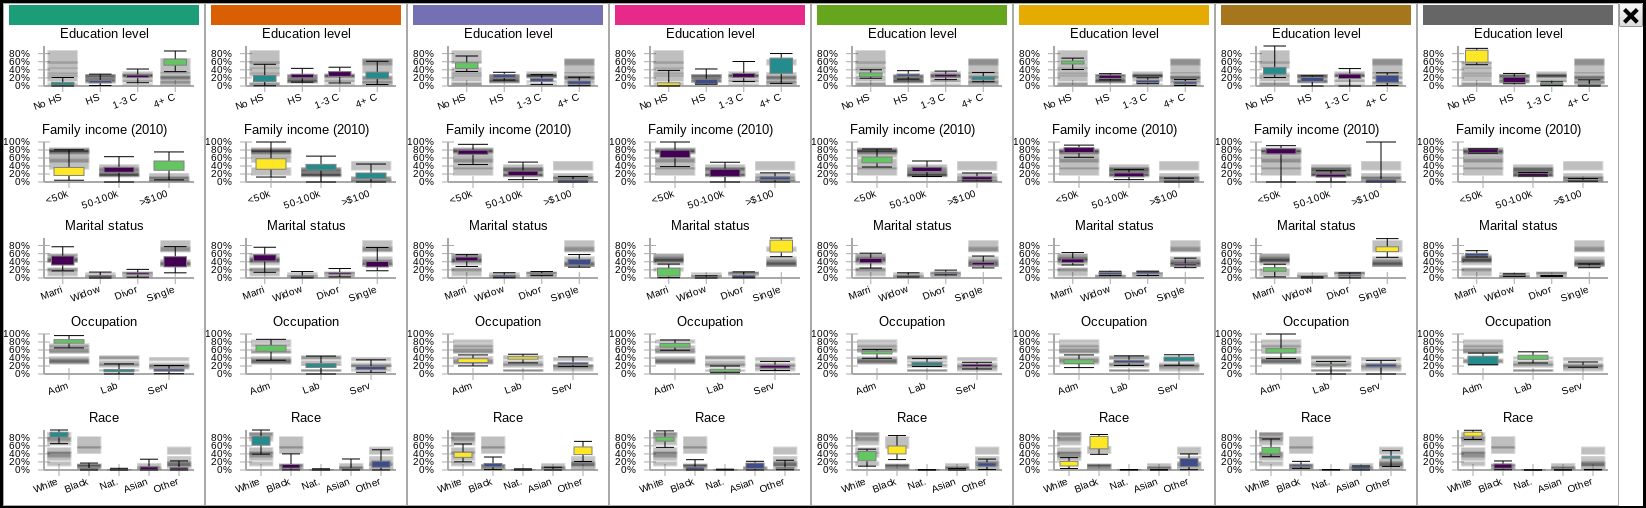 Education level Education level Education level Education level Education level Education level Education level Education level
80% 80% 80% 80% 80% 80% 80% 80%
60% 60% 60% 60% 60% 60% 60% 60%
40% 40% 40% 40% 40% 40% 40% 40%
20% 20% 20% 20% 20% 20% 20% 20%
0% 0% 0% 0% 0% 0% 0% 0%
No HS HS 1-3 C 4+ C No HS HS 1-3 C 4+ C No HS HS 1-3 C 4+ C No HS HS 1-3 C 4+ C No HS HS 1-3 C 4+ C No HS HS 1-3 C 4+ C No HS HS 1-3 C 4+ C No HS HS 1-3 C 4+ C
Family income (2010) Family income (2010) Family income (2010) Family income (2010) Family income (2010) Family income (2010) Family income (2010) Family income (2010)
100% 100% 100% 100% 100% 100% 100% 100%
80% 80% 80% 80% 80% 80% 80% 80%
60% 60% 60% 60% 60% 60% 60% 60%
40% 40% 40% 40% 40% 40% 40% 40%
20% 20% 20% 20% 20% 20% 20% 20%
0% 0% 0% 0% 0% 0% 0% 0%
<50k 50-100k >$100 <50k 50-100k >$100 <50k 50-100k >$100 <50k 50-100k >$100 <50k 50-100k >$100 <50k 50-100k >$100 <50k 50-100k >$100 <50k 50-100k >$100
Marital status Marital status Marital status Marital status Marital status Marital status Marital status Marital status
80% 80% 80% 80% 80% 80% 80% 80%
60% 60% 60% 60% 60% 60% 60% 60%
40% 40% 40% 40% 40% 40% 40% 40%
20% 20% 20% 20% 20% 20% 20% 20%
0% 0% 0% 0% 0% 0% 0% 0%
Marri Widow Divor Single Marri Widow Divor Single Marri Widow Divor Single Marri Widow Divor Single Marri Widow Divor Single Marri Widow Divor Single Marri Widow Divor Single Marri Widow Divor Single
Occupation Occupation Occupation Occupation Occupation Occupation Occupation Occupation
100% 100% 100% 100% 100% 100% 100% 100%
80% 80% 80% 80% 80% 80% 80% 80%
60% 60% 60% 60% 60% 60% 60% 60%
40% 40% 40% 40% 40% 40% 40% 40%
20% 20% 20% 20% 20% 20% 20% 20%
0% 0% 0% 0% 0% 0% 0% 0%
Adm Lab Serv Adm Lab Serv Adm Lab Serv Adm Lab Serv Adm Lab Serv Adm Lab Serv Adm Lab Serv Adm Lab Serv
Race Race Race Race Race Race Race Race
80% 80% 80% 80% 80% 80% 80% 80%
60% 60% 60% 60% 60% 60% 60% 60%
40% 40% 40% 40% 40% 40% 40% 40%
20% 20% 20% 20% 20% 20% 20% 20%
0% 0% 0% 0% 0% 0% 0% 0%
White Black Nat. Asian Other White Black Nat. Asian Other White Black Nat. Asian Other White Black Nat. Asian Other White Black Nat. Asian Other White Black Nat. Asian Other White Black Nat. Asian Other White Black Nat. Asian Other